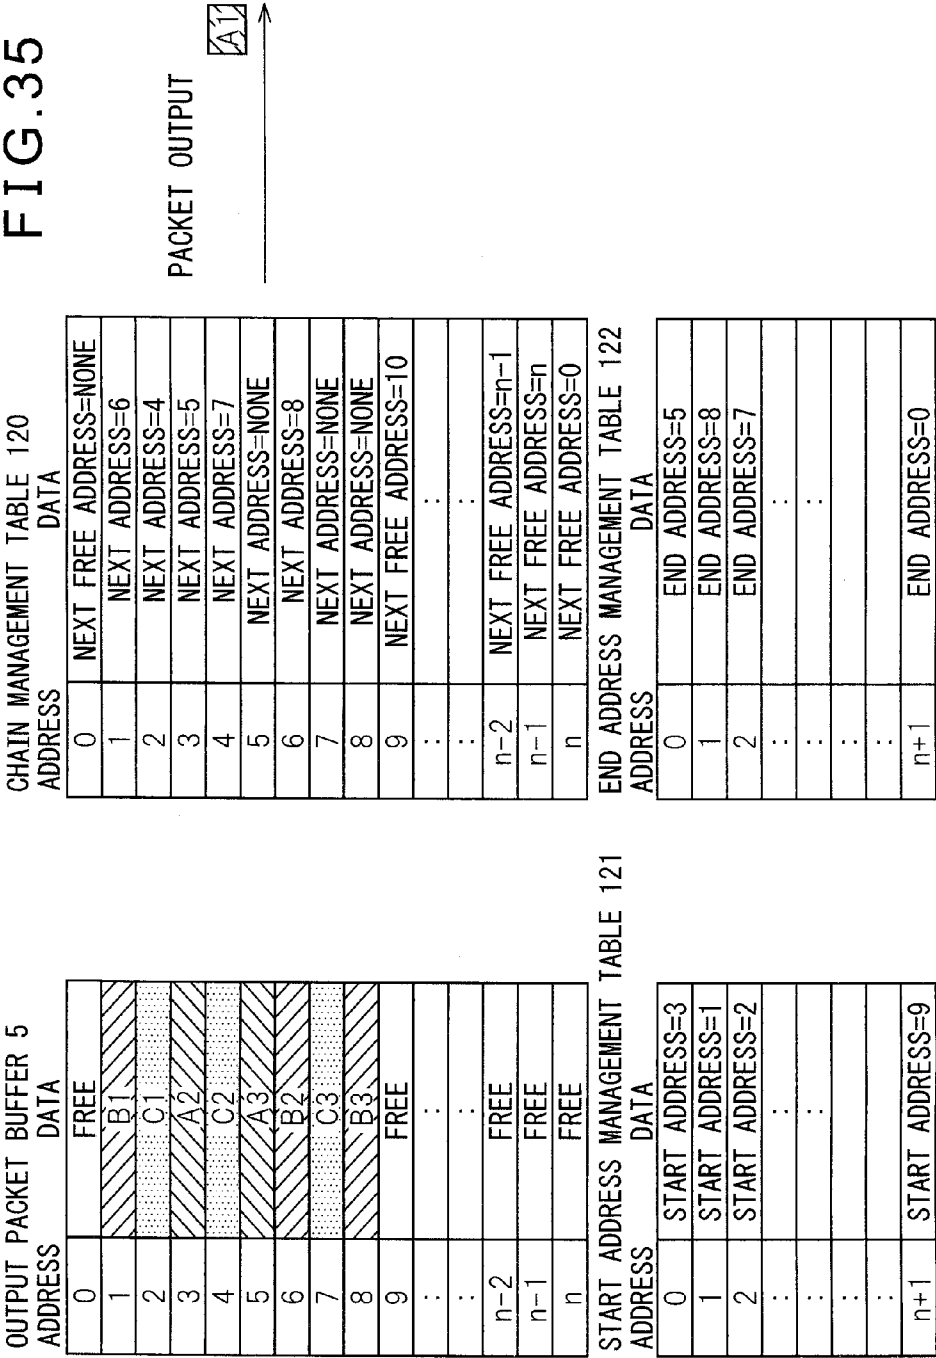 FIG.35
OUTPUT PACKET BUFFER 5
ADDRESS DATA
0 FREE
1 B1
2 C1
3 A2
4 C2
5 A3
6 B2
7 C3
8 B3
9 FREE
: :
: :
n-2 FREE
n-1 FREE
n FREE
CHAIN MANAGEMENT TABLE 120
ADDRESS DATA
0 NEXT FREE ADDRESS=NONE
1 NEXT ADDRESS=6
2 NEXT ADDRESS=4
3 NEXT ADDRESS=5
4 NEXT ADDRESS=7
5 NEXT ADDRESS=NONE
6 NEXT ADDRESS=8
7 NEXT ADDRESS=NONE
8 NEXT ADDRESS=NONE
9 NEXT FREE ADDRESS=10
: :
: :
n-2 NEXT FREE ADDRESS=n-1
n-1 NEXT FREE ADDRESS=n
n NEXT FREE ADDRESS=0
PACKET OUTPUT
A1
START ADDRESS MANAGEMENT TABLE 121
ADDRESS DATA
0 START ADDRESS=3
1 START ADDRESS=1
2 START ADDRESS=2
: :
: :
:
:
n+1 START ADDRESS=9
END ADDRESS MANAGEMENT TABLE 122
ADDRESS DATA
0 END ADDRESS=5
1 END ADDRESS=8
2 END ADDRESS=7
: :
: :
:
:
n+1 END ADDRESS=0